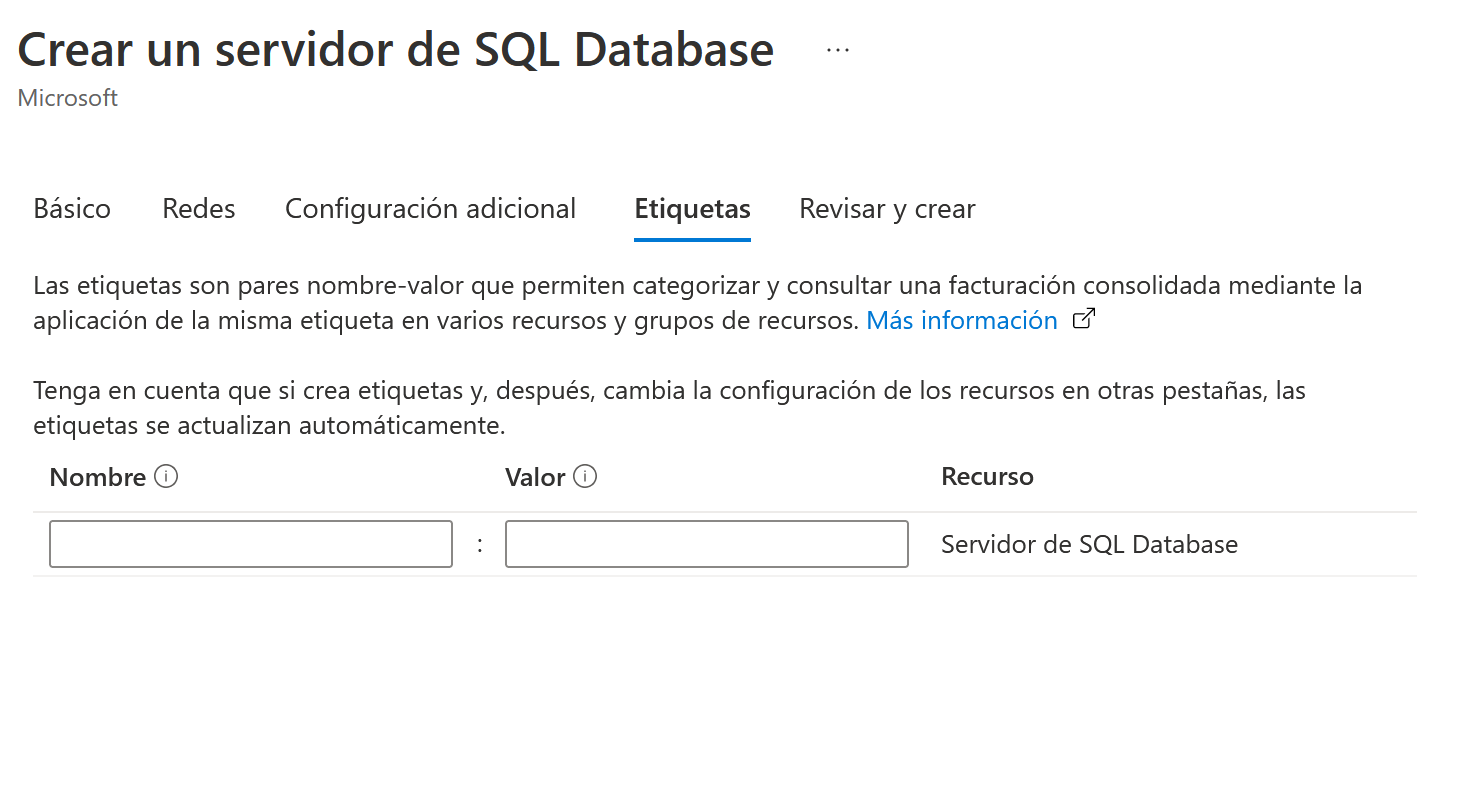 Crear un servidor de SQL Database ...
Microsoft
Básico Redes Configuración adicional Etiquetas Revisar y crear
Las etiquetas son pares nombre-valor que permiten categorizar y consultar una facturación consolidada mediante la
aplicación de la misma etiqueta en varios recursos y grupos de recursos. Más información
Tenga en cuenta que si crea etiquetas y, después, cambia la configuración de los recursos en otras pestañas, las
etiquetas se actualizan automáticamente.
Nombre Valor Recurso
: Servidor de SQL Database